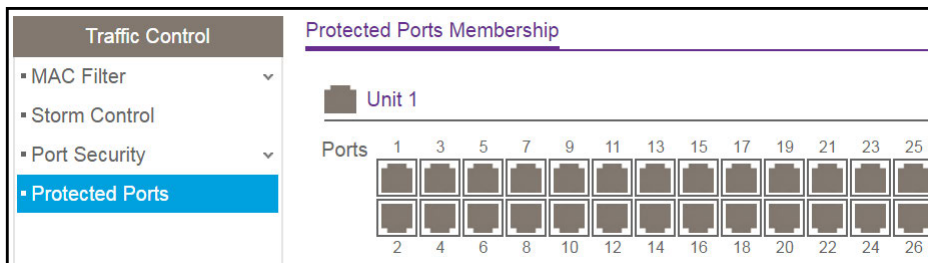 Traffic Control
MAC Filter
Storm Control
Port Security
Protected Ports
Protected Ports Membership
Unit 1
Ports 1 3 5 7 9 11 13 15 17 19 21 23 25
2 4 6 8 10 12 14 16 18 20 22 24 26